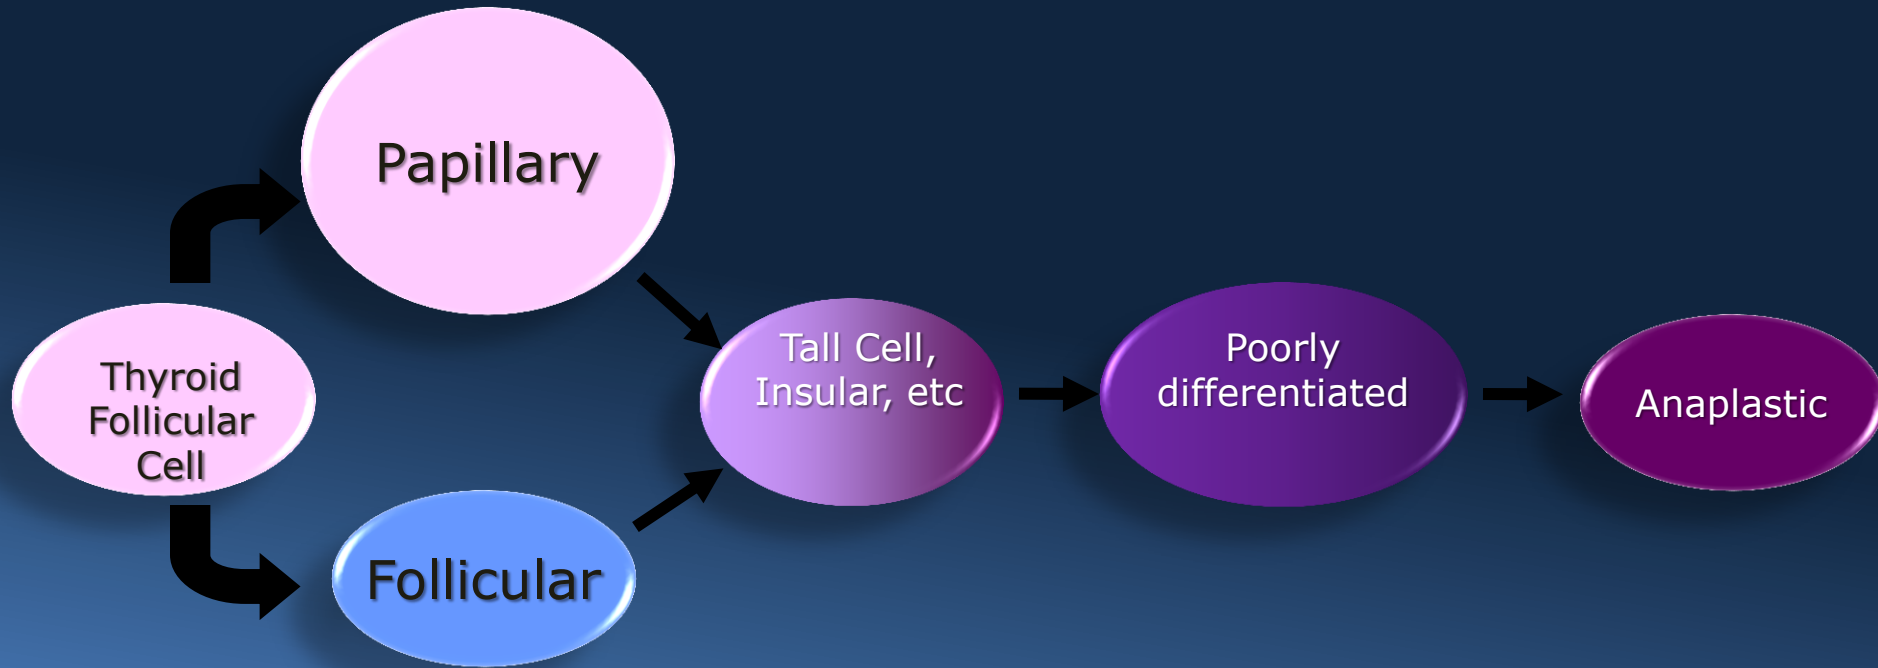 Papillary
Thyroid
Follicular
Cell
Follicular
Tall Cell,
Insular, etc
Poorly
differentiated
Anaplastic